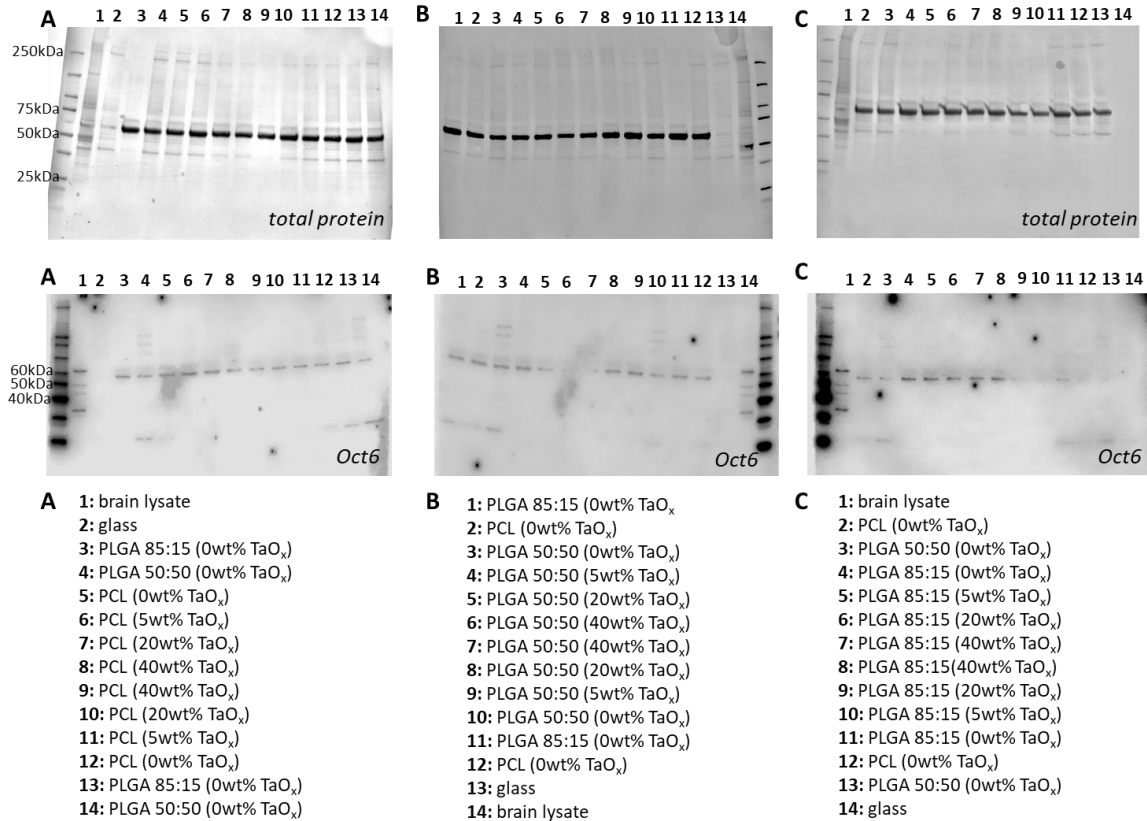 A 1 2 3 4 5 6 7 8 9 10 11 12 13 14
250kDa
75kDa
50kDa
25kDa
total protein
B 1 2 3 4 5 6 7 8 9 10 11 12 13 14
C 1 2 3 4 5 6 7 8 9 10 11 12 13 14
total protein
A 1 2 3 4 5 6 7 8 9 10 11 12 13 14
60kDa
50kDa
40kDa
Oct6
B 1 2 3 4 5 6 7 8 9 10 11 12 13 14
Oct6
C 1 2 3 4 5 6 7 8 9 10 11 12 13 14
Oct6
A
1: brain lysate
2: glass
3: PLGA 85:15 (0wt% TaOx)
4: PLGA 50:50 (0wt% TaOx)
5: PCL (0wt% TaOx)
6: PCL (5wt% TaOx)
7: PCL (20wt% TaOx)
8: PCL (40wt% TaOx)
9: PCL (40wt% TaOx)
10: PCL (20wt% TaOx)
11: PCL (5wt% TaOx)
12: PCL (0wt% TaOx)
13: PLGA 85:15 (0wt% TaOx)
14: PLGA 50:50 (0wt% TaOx)
B
1: PLGA 85:15 (0wt% TaOx
2: PCL (0wt% TaOx)
3: PLGA 50:50 (0wt% TaOx)
4: PLGA 50:50 (5wt% TaOx)
5: PLGA 50:50 (20wt% TaOx)
6: PLGA 50:50 (40wt% TaOx)
7: PLGA 50:50 (40wt% TaOx)
8: PLGA 50:50 (20wt% TaOx)
9: PLGA 50:50 (5wt% TaOx)
10: PLGA 50:50 (0wt% TaOx)
11: PLGA 85:15 (0wt% TaOx)
12: PCL (0wt% TaOx)
13: glass
14: brain lysate
C
1: brain lysate
2: PCL (0wt% TaOx)
3: PLGA 50:50 (0wt% TaOx)
4: PLGA 85:15 (0wt% TaOx)
5: PLGA 85:15 (5wt% TaOx)
6: PLGA 85:15 (20wt% TaOx)
7: PLGA 85:15 (40wt% TaOx)
8: PLGA 85:15(40wt% TaOx)
9: PLGA 85:15 (20wt% TaOx)
10: PLGA 85:15 (5wt% TaOx)
11: PLGA 85:15 (0wt% TaOx)
12: PCL (0wt% TaOx)
13: PLGA 50:50 (0wt% TaOx)
14: glass